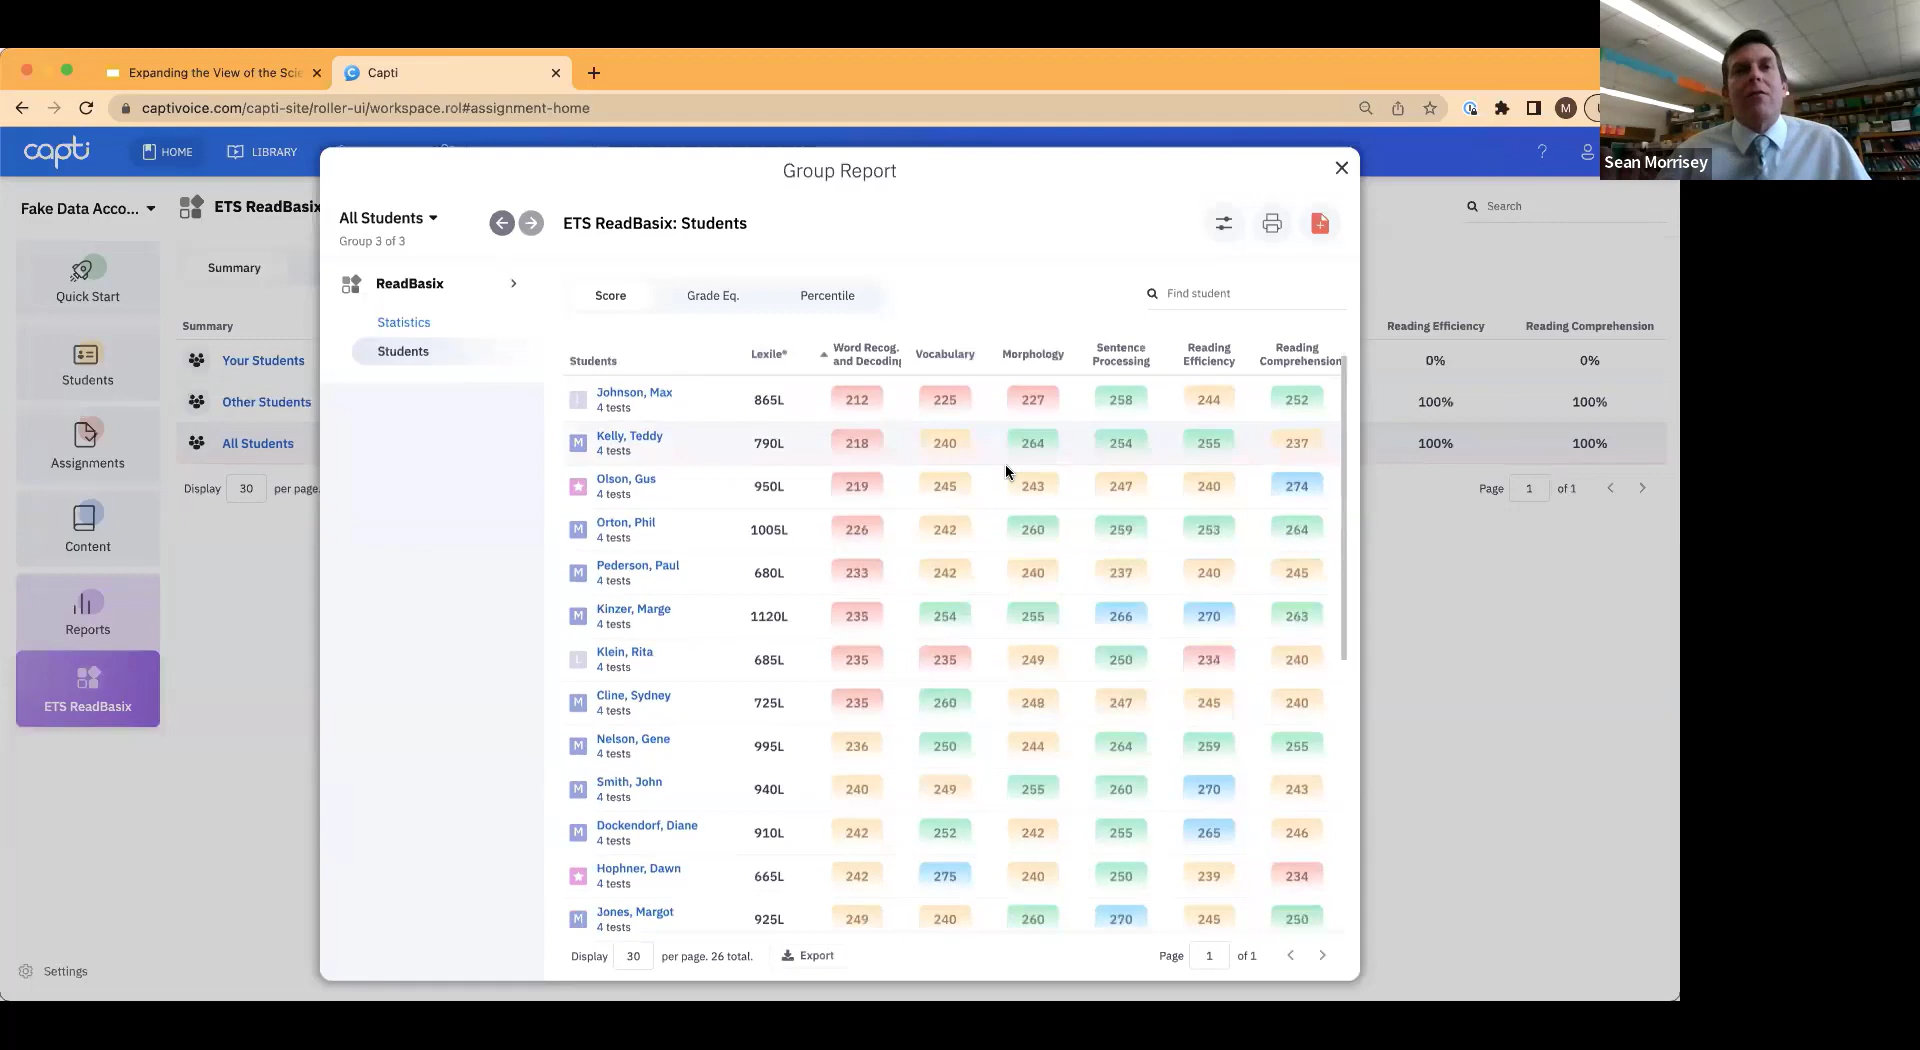 Expanding the View of the Scie
Capti
captivoice.com/capti-site/roller-ui/workspace.rol#assignment-home
M
Sean Morrisey
capti
HOME
LIBRARY
?
Fake Data Acco...
ETS ReadBasix
Search
Quick Start
Students
Assignments
Content
Reports
ETS ReadBasix
Settings
Summary
Summary
Your Students
Other Students
All Students
Display 30 per page.
Reading Efficiency Reading Comprehension
0% 0%
100% 100%
100% 100%
Page 1 of 1
Group Report
All Students
Group 3 of 3
ETS ReadBasix: Students
ReadBasix
Statistics
Students
Score Grade Eq. Percentile
Find student
Students Lexile® Word Recog. and Decoding Vocabulary Morphology Sentence Processing Reading Efficiency Reading Comprehension
Johnson, Max 865L 212 225 227 258 244 252
4 tests
M Kelly, Teddy 790L 218 240 264 254 255 237
4 tests
Olson, Gus 950L 219 245 243 247 240 274
4 tests
M Orton, Phil 1005L 226 242 260 259 253 264
4 tests
M Pederson, Paul 680L 233 242 240 237 240 245
4 tests
M Kinzer, Marge 1120L 235 254 255 266 270 263
4 tests
L Klein, Rita 685L 235 235 249 250 234 240
4 tests
M Cline, Sydney 725L 235 260 248 247 245 240
4 tests
M Nelson, Gene 995L 236 250 244 264 259 255
4 tests
M Smith, John 940L 240 249 255 260 270 243
4 tests
M Dockendorf, Diane 910L 242 252 242 255 265 246
4 tests
Hophner, Dawn 665L 242 275 240 250 239 234
4 tests
M Jones, Margot 925L 249 240 260 270 245 250
4 tests
Display 30 per page. 26 total. Export
Page 1 of 1